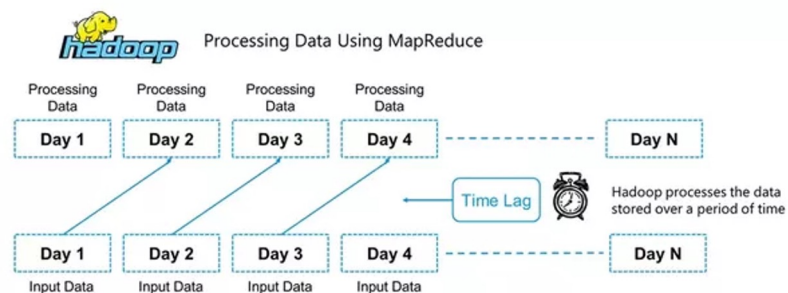 hadoop
Processing Data Using MapReduce
Processing
Data
Processing
Data
Processing
Data
Processing
Data
Day 1
Day 2
Day 3
Day 4
Day N
Time Lag
Hadoop processes the data
stored over a period of time
Day 1
Day 2
Day 3
Day 4
Day N
Input Data
Input Data
Input Data
Input Data